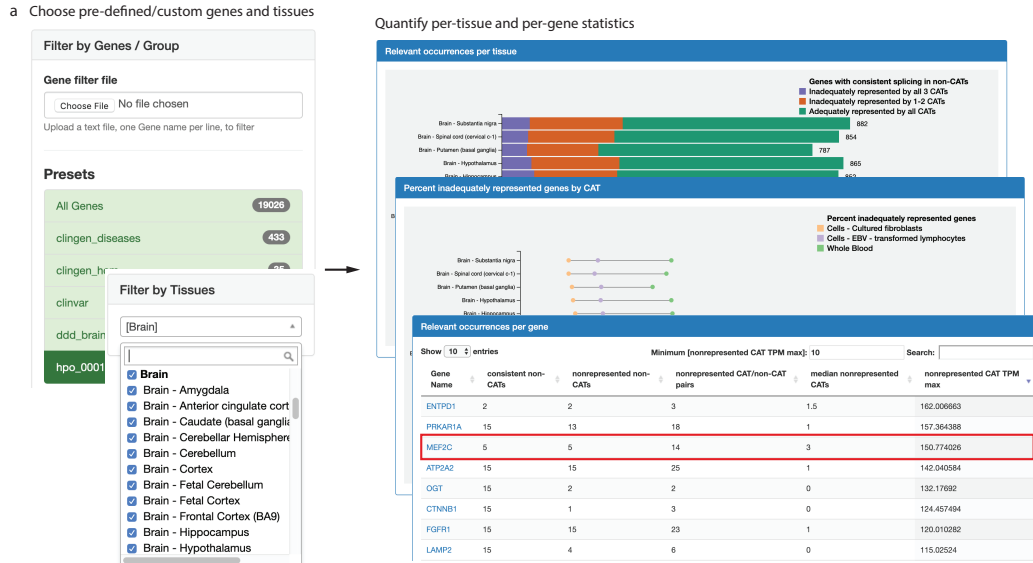 a Choose pre-defined/custom genes and tissues
Filter by Genes / Group
Gene filter file
Choose File No file chosen
Upload a text file, one Gene name per line, to filter
Presets
All Genes 19026
clingen_diseases 433
clingen_
clinvar
ddd_brain
hpo_0001
Filter by Tissues
[Brain]
Brain
Brain - Amygdala
Brain - Anterior cingulate cort
Brain - Caudate (basal ganglia
Brain - Cerebellar Hemisphere
Brain - Cerebellum
Brain - Cortex
Brain - Fetal Cerebellum
Brain - Fetal Cortex
Brain - Frontal Cortex (BA9)
Brain - Hippocampus
Brain - Hypothalamus
Quantify per-tissue and per-gene statistics
Relevant occurrences per tissue
Genes with consistent splicing in non-CATs
Inadequately represented by all 3 CATs
Inadequately represented by 1-2 CATs
Adequately represented by all CATs
Brain - Substantia nigra 882
Brain - Spinal cord (cervical c-1) 854
Brain - Putamen (basal ganglia) 787
Brain - Hypothalamus 865
Brain - Hippocampus
Percent inadequately represented genes by CAT
Percent inadequately represented genes
Cells - Cultured fibroblasts
Cells - EBV - transformed lymphocytes
Whole Blood
Brain - Substantia nigra
Brain - Spinal cord (cervical c-1)
Brain - Putamen (basal ganglia)
Brain - Hypothalamus
Brain - Hippocampus
Relevant occurrences per gene
Show 10 entries Minimum [nonrepresented CAT TPM max]: 10 Search:
Gene Name consistent non-CATs nonrepresented non-CATs nonrepresented CAT/non-CAT pairs median nonrepresented CATs nonrepresented CAT TPM max
ENTPD1 2 2 3 1.5 162.006663
PRKAR1A 15 13 18 1 157.364388
MEF2C 5 5 14 3 150.774026
ATP2A2 15 15 25 1 142.040584
OGT 15 2 2 0 132.17692
CTNNB1 15 1 3 0 124.457494
FGFR1 15 15 23 1 120.010282
LAMP2 15 4 6 0 115.02524